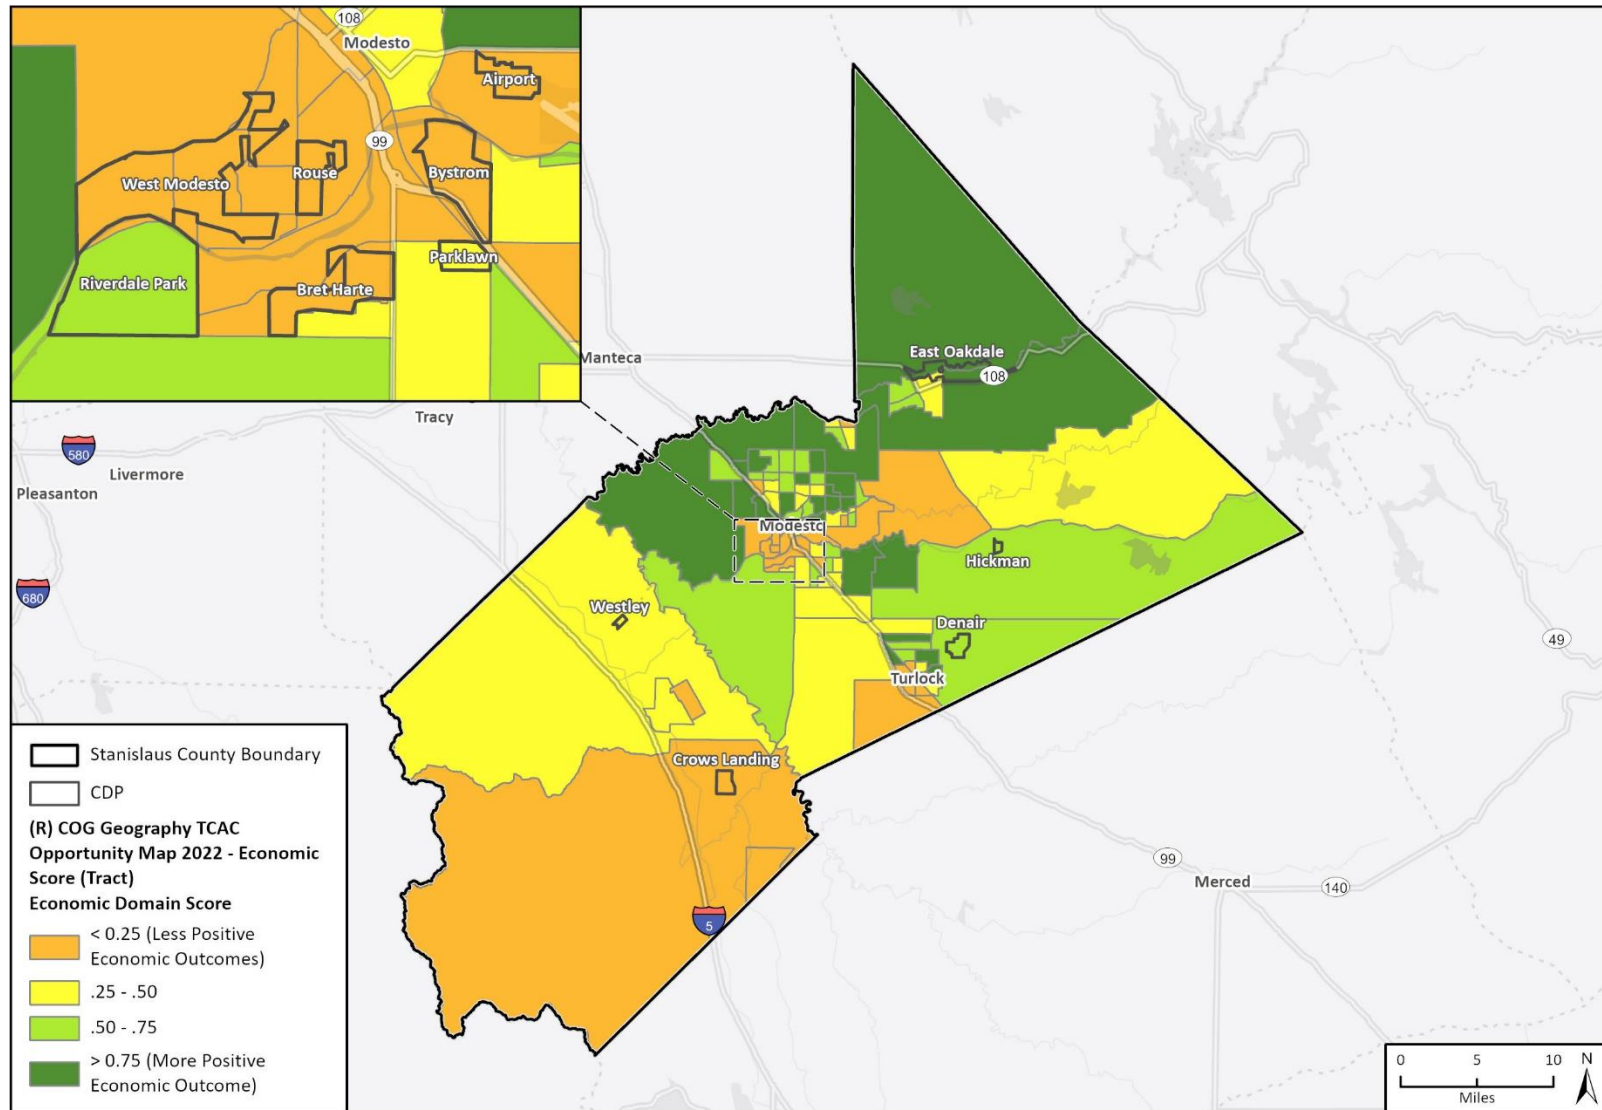 108
Modesto
Airport
99
West Modesto
Rouse
Bystrom
Parklawn
Riverdale Park
Bret Harte
Manteca
East Oakdale
108
Tracy
580
Livermore
Pleasanton
Modesto
Hickman
680
Westley
Denair
49
Turlock
Crows Landing
99
Merced
140
5
Stanislaus County Boundary
CDP
(R) COG Geography TCAC
Opportunity Map 2022 - Economic
Score (Tract)
Economic Domain Score
< 0.25 (Less Positive
Economic Outcomes)
.25 - .50
.50 - .75
> 0.75 (More Positive
Economic Outcome)
0 5 10 N
Miles